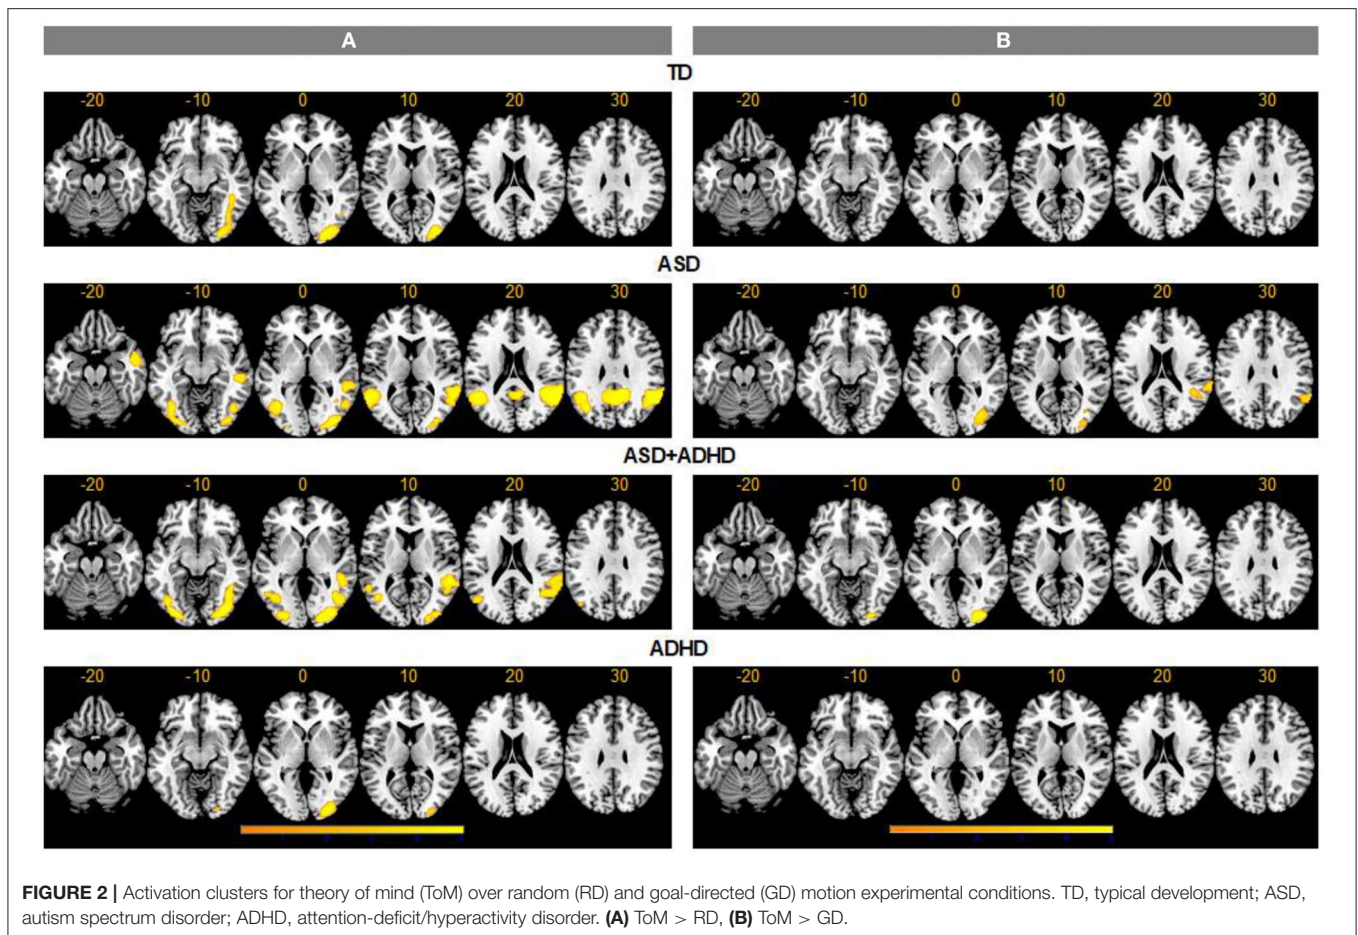 A B
TD
-20 -10 0 10 20 30 -20 -10 0 10 20 30
ASD
-20 -10 0 10 20 30 -20 -10 0 10 20 30
ASD+ADHD
-20 -10 0 10 20 30 -20 -10 0 10 20 30
ADHD
-20 -10 0 10 20 30 -20 -10 0 10 20 30
FIGURE 2 | Activation clusters for theory of mind (ToM) over random (RD) and goal-directed (GD) motion experimental conditions. TD, typical development; ASD,
autism spectrum disorder; ADHD, attention-deficit/hyperactivity disorder. (A) ToM > RD, (B) ToM > GD.